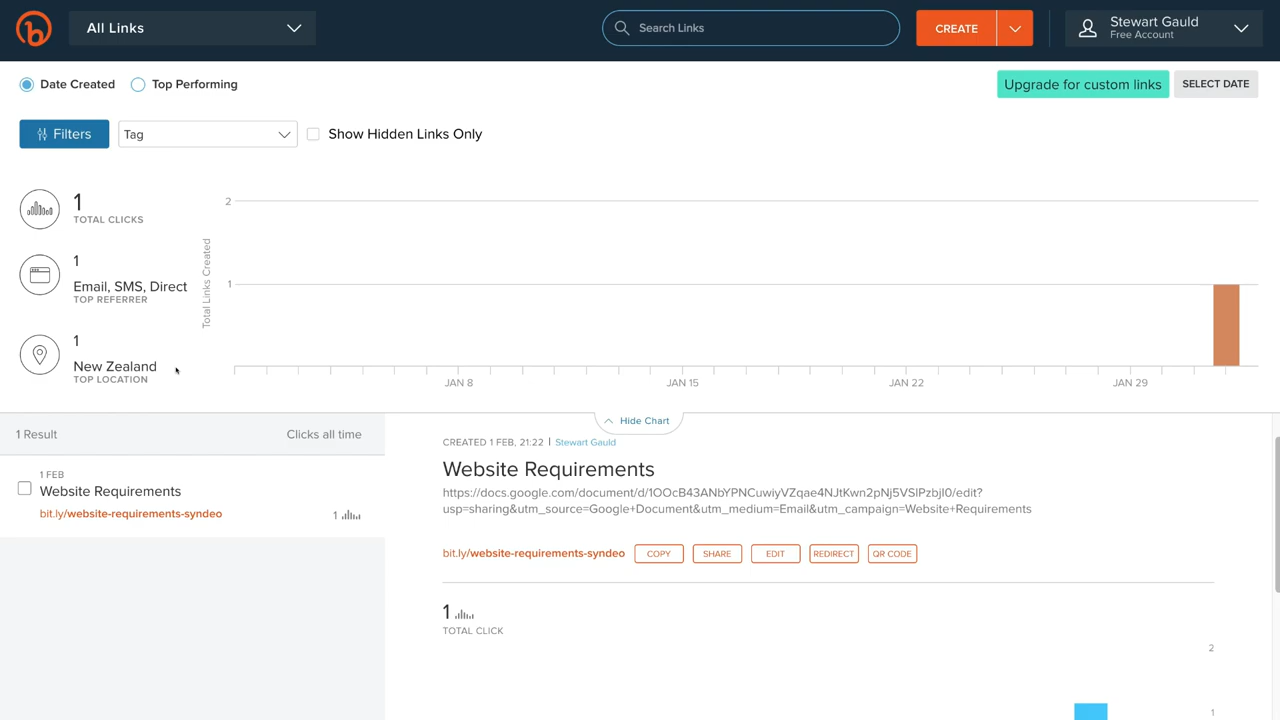 All Links
Search Links
CREATE
Stewart Gauld
Free Account
Date Created
Top Performing
Upgrade for custom links
SELECT DATE
Filters
Tag
Show Hidden Links Only
1
TOTAL CLICKS
1
Email, SMS, Direct
TOP REFERRER
1
New Zealand
TOP LOCATION
Total Links Created
2
1
JAN 8
JAN 15
JAN 22
JAN 29
Hide Chart
1 Result
Clicks all time
1 FEB
Website Requirements
bit.ly/website-requirements-syndeo
1
CREATED 1 FEB, 21:22 | Stewart Gauld
Website Requirements
https://docs.google.com/document/d/1OOcB43ANbYPNCuwiyVZqae4NJtKwn2pNj5VSlPzbjI0/edit?
usp=sharing&utm_source=Google+Document&utm_medium=Email&utm_campaign=Website+Requirements
bit.ly/website-requirements-syndeo
COPY
SHARE
EDIT
REDIRECT
QR CODE
1
TOTAL CLICK
2
1